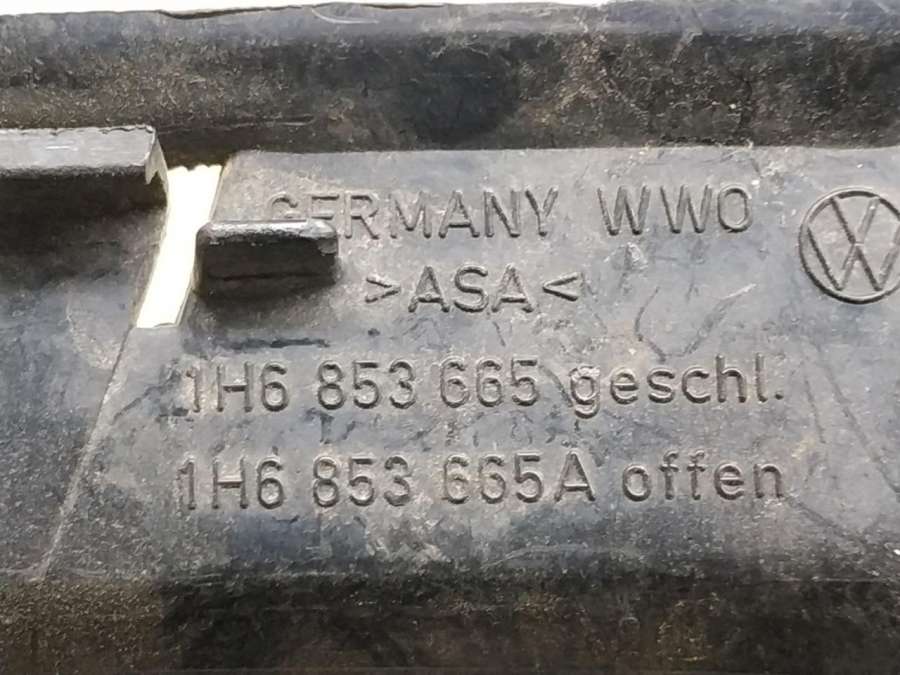 GERMANY WWO
>ASA<
1H6 853 665 geschl.
1H6 853 665A offen